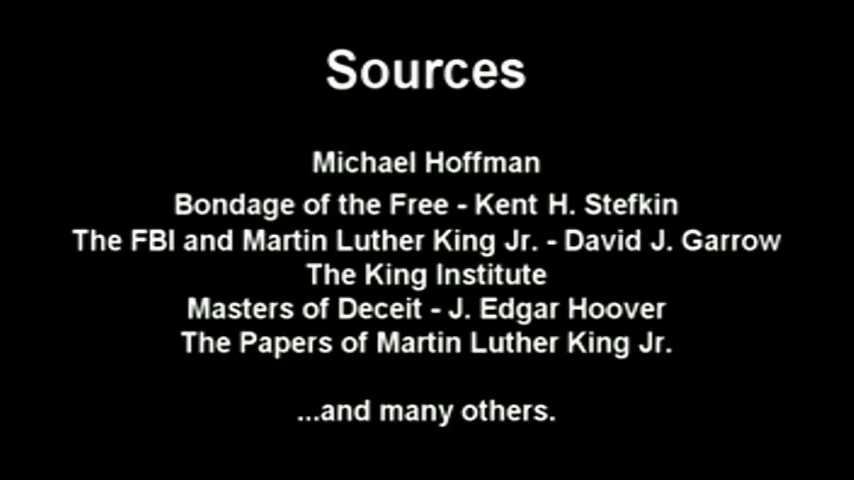 Sources
Michael Hoffman
Bondage of the Free - Kent H. Stefkin
The FBI and Martin Luther King Jr. - David J. Garrow
The King Institute
Masters of Deceit - J. Edgar Hoover
The Papers of Martin Luther King Jr.
...and many others.